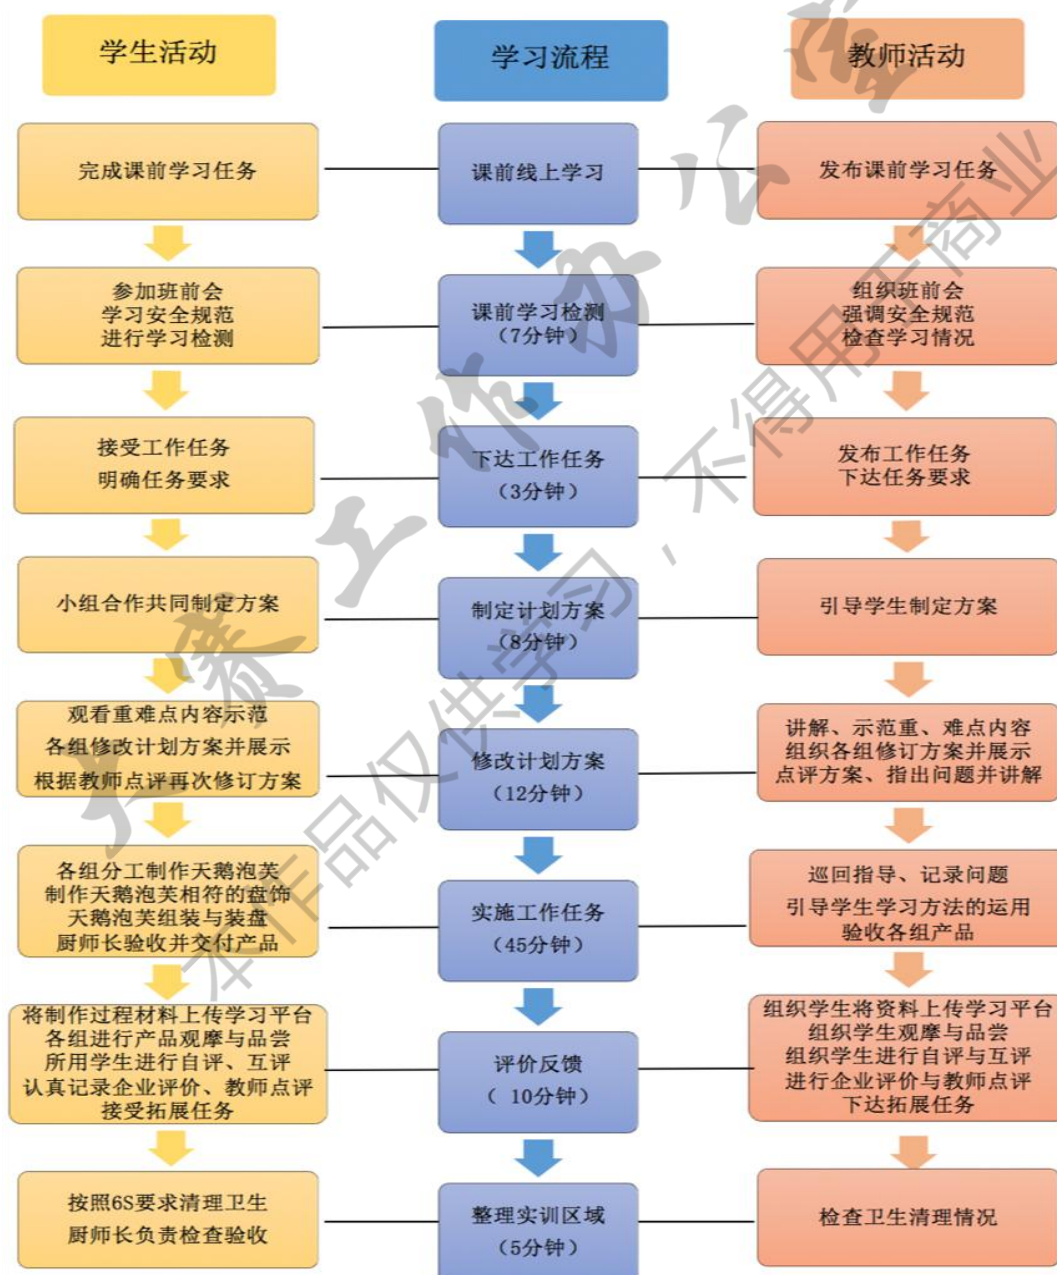 学生活动
学习流程
教师活动
完成课前学习任务
课前线上学习
发布课前学习任务
参加班前会
学习安全规范
进行学习检测
课前学习检测
（7分钟）
组织班前会
强调安全规范
检查学习情况
接受工作任务
明确任务要求
下达工作任务
（3分钟）
发布工作任务
下达任务要求
小组合作共同制定方案
制定计划方案
（8分钟）
引导学生制定方案
观看重难点内容示范
各组修改计划方案并展示
根据教师点评再次修订方案
修改计划方案
（12分钟）
讲解、示范重、难点内容
组织各组修订方案并展示
点评方案、指出问题并讲解
各组分工制作天鹅泡芙
制作天鹅泡芙相符的盘饰
天鹅泡芙组装与装盘
厨师长验收并交付产品
实施工作任务
（45分钟）
巡回指导、记录问题
引导学生学习方法的运用
验收各组产品
将制作过程材料上传学习平台
各组进行产品观摩与品尝
所用学生进行自评、互评
认真记录企业评价、教师点评
接受拓展任务
评价反馈
（ 10分钟）
组织学生将资料上传学习平台
组织学生观摩与品尝
组织学生进行自评与互评
进行企业评价与教师点评
下达拓展任务
按照6S要求清理卫生
厨师长负责检查验收
整理实训区域
（5分钟）
检查卫生清理情况
大赛工作办公室
本作品仅供学习，不得用于商业